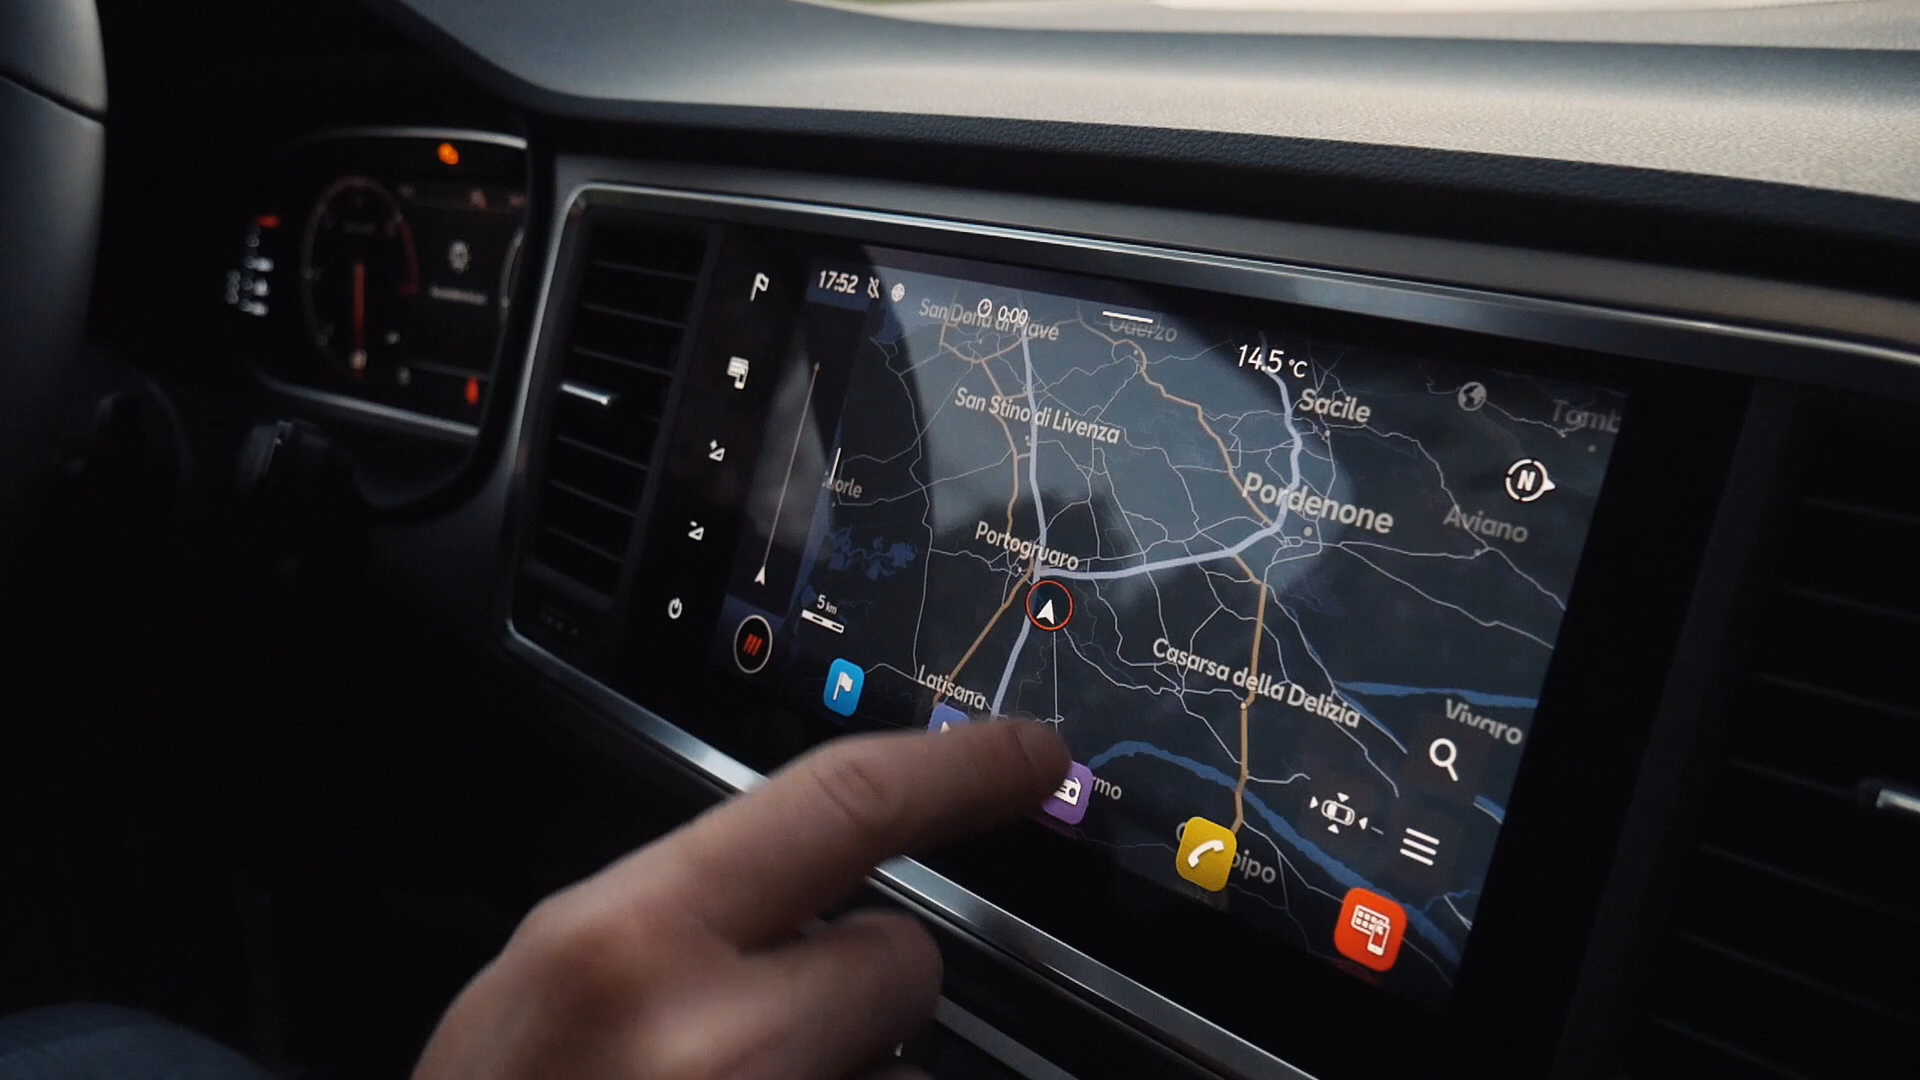 17:52
0:00
San Donà di Piave
Oderzo
14.5 °C
Sacile
San Stino di Livenza
N
Pordenone
Aviano
Portogruaro
5 km
Casarsa della Delizia
Latisana
Vivaro